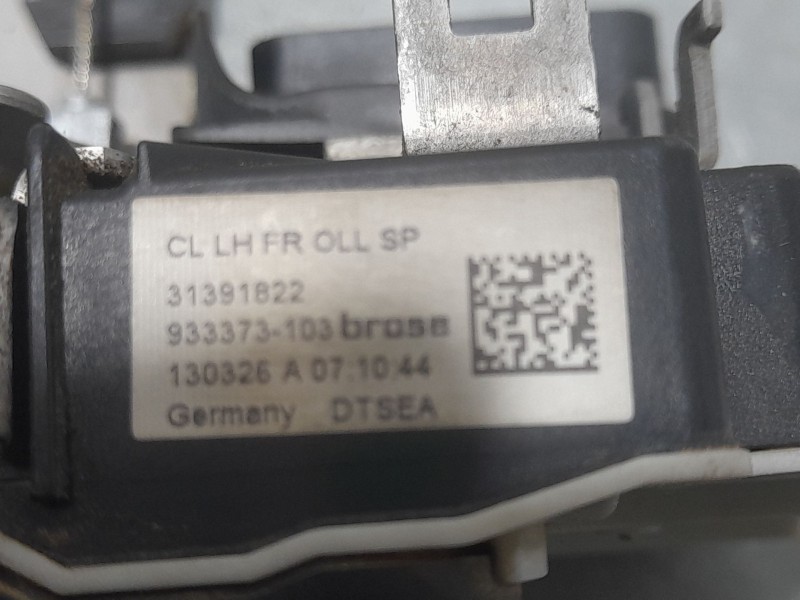 CL LH FR OLL SP
31391822
933373-103 brose
130326 A 07:10:44
Germany DTSEA